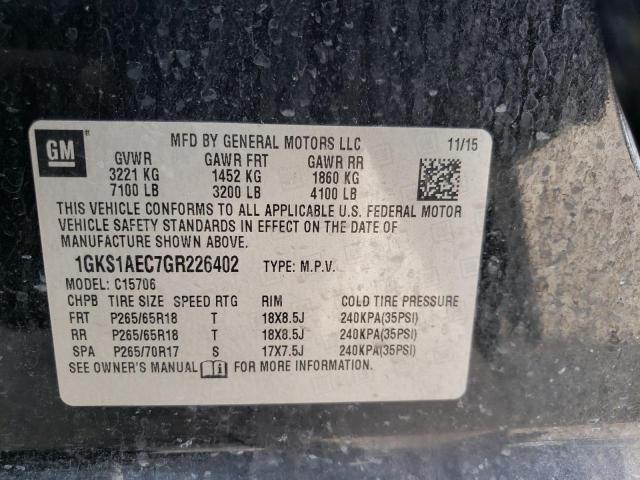 GM
MFD BY GENERAL MOTORS LLC 11/15
GVWR GAWR FRT GAWR RR
3221 KG 1452 KG 1860 KG
7100 LB 3200 LB 4100 LB
THIS VEHICLE CONFORMS TO ALL APPLICABLE U.S. FEDERAL MOTOR
VEHICLE SAFETY STANDARDS IN EFFECT ON THE DATE OF
MANUFACTURE SHOWN ABOVE.
1GKS1AEC7GR226402 TYPE: M.P.V.
MODEL: C15706
CHPB TIRE SIZE SPEED RTG RIM COLD TIRE PRESSURE
FRT P265/65R18 T 18X8.5J 240KPA(35PSI)
RR P265/65R18 T 18X8.5J 240KPA(35PSI)
SPA P265/70R17 S 17X7.5J 240KPA(35PSI)
SEE OWNER'S MANUAL FOR MORE INFORMATION.